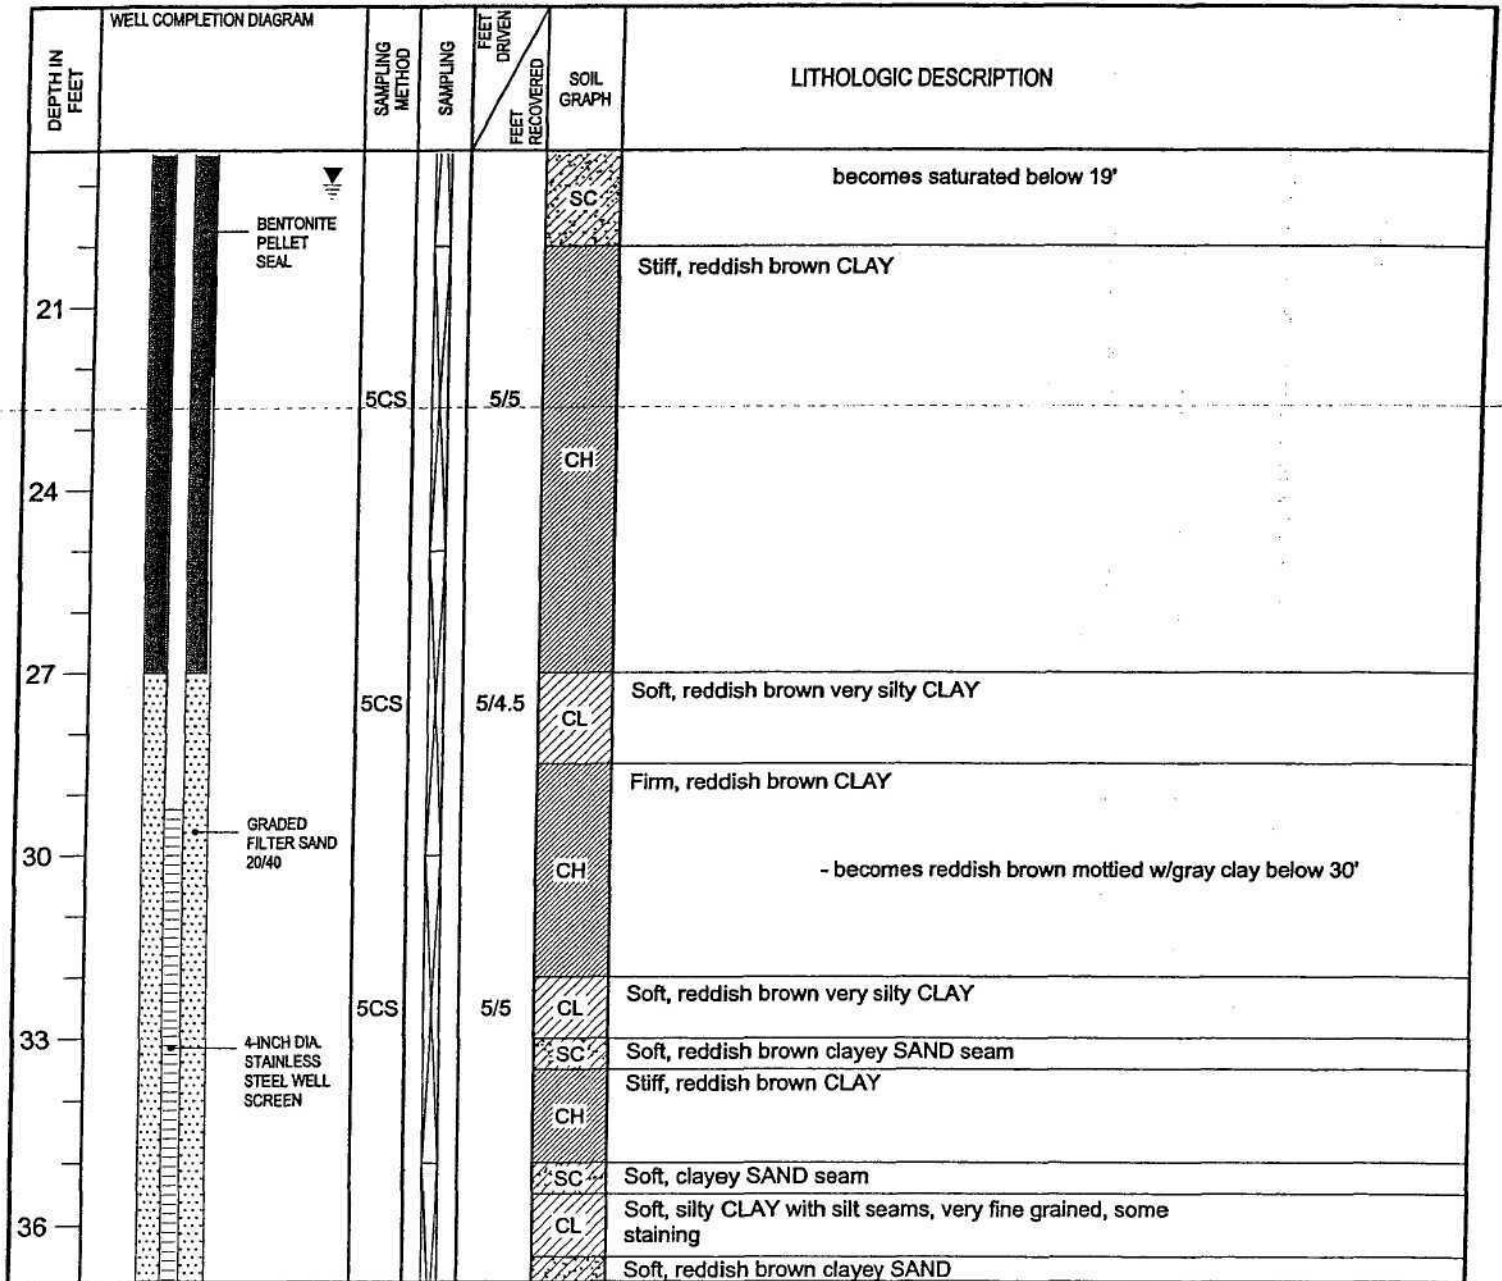 WELL COMPLETION DIAGRAM
DEPTH IN
FEET
SAMPLING
METHOD
SAMPLING
FEET
DRIVEN
FEET
RECOVERED
SOIL
GRAPH
LITHOLOGIC DESCRIPTION
becomes saturated below 19'
SC
BENTONITE
PELLET
SEAL
Stiff, reddish brown CLAY
21
5CS
5/5
CH
24
27
Soft, reddish brown very silty CLAY
5CS
5/4.5
CL
Firm, reddish brown CLAY
GRADED
FILTER SAND
20/40
30
CH
- becomes reddish brown mottied w/gray clay below 30'
Soft, reddish brown very silty CLAY
5CS
5/5
CL
33
4-INCH DIA.
STAINLESS
STEEL WELL
SCREEN
SC
Soft, reddish brown clayey SAND seam
Stiff, reddish brown CLAY
CH
SC
Soft, clayey SAND seam
Soft, silty CLAY with silt seams, very fine grained, some
staining
36
CL
Soft, reddish brown clayey SAND